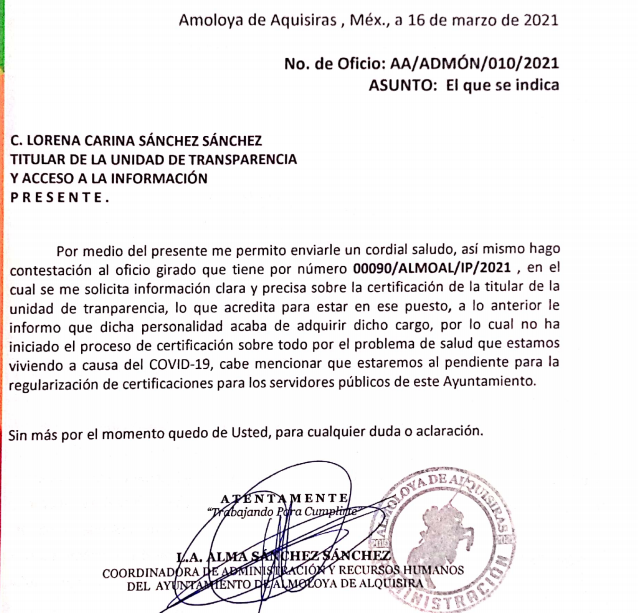 Amoloya de Aquisiras , Méx., a 16 de marzo de 2021
No. de Oficio: AA/ADMÓN/010/2021
ASUNTO: El que se indica
C. LORENA CARINA SÁNCHEZ SÁNCHEZ
TITULAR DE LA UNIDAD DE TRANSPARENCIA
Y ACCESO A LA INFORMACIÓN
P R E S E N T E .
Por medio del presente me permito enviarle un cordial saludo, así mismo hago
contestación al oficio girado que tiene por número 00090/ALMOAL/IP/2021 , en el
cual se me solicita información clara y precisa sobre la certificación de la titular de la
unidad de tranparencia, lo que acredita para estar en ese puesto, a lo anterior le
informo que dicha personalidad acaba de adquirir dicho cargo, por lo cual no ha
iniciado el proceso de certificación sobre todo por el problema de salud que estamos
viviendo a causa del COVID-19, cabe mencionar que estaremos al pendiente para la
regularización de certificaciones para los servidores públicos de este Ayuntamiento.
Sin más por el momento quedo de Usted, para cualquier duda o aclaración.
A T E N T A M E N T E
"Trabajando Para Cumplirte"
L.A. ALMA SÁNCHEZ SÁNCHEZ
COORDINADORA DE ADMINISTRACIÓN Y RECURSOS HUMANOS
DEL AYUNTAMIENTO DE ALMOLOYA DE ALQUISIRA
ALMOLOYA DE ALQUISIRAS
ADMINISTRACIÓN